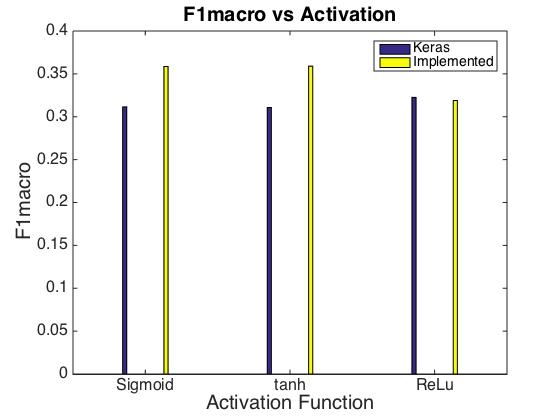 F1macro vs Activation
Keras
Implemented
F1macro
0.4
0.35
0.3
0.25
0.2
0.15
0.1
0.05
0
Sigmoid
tanh
ReLu
Activation Function